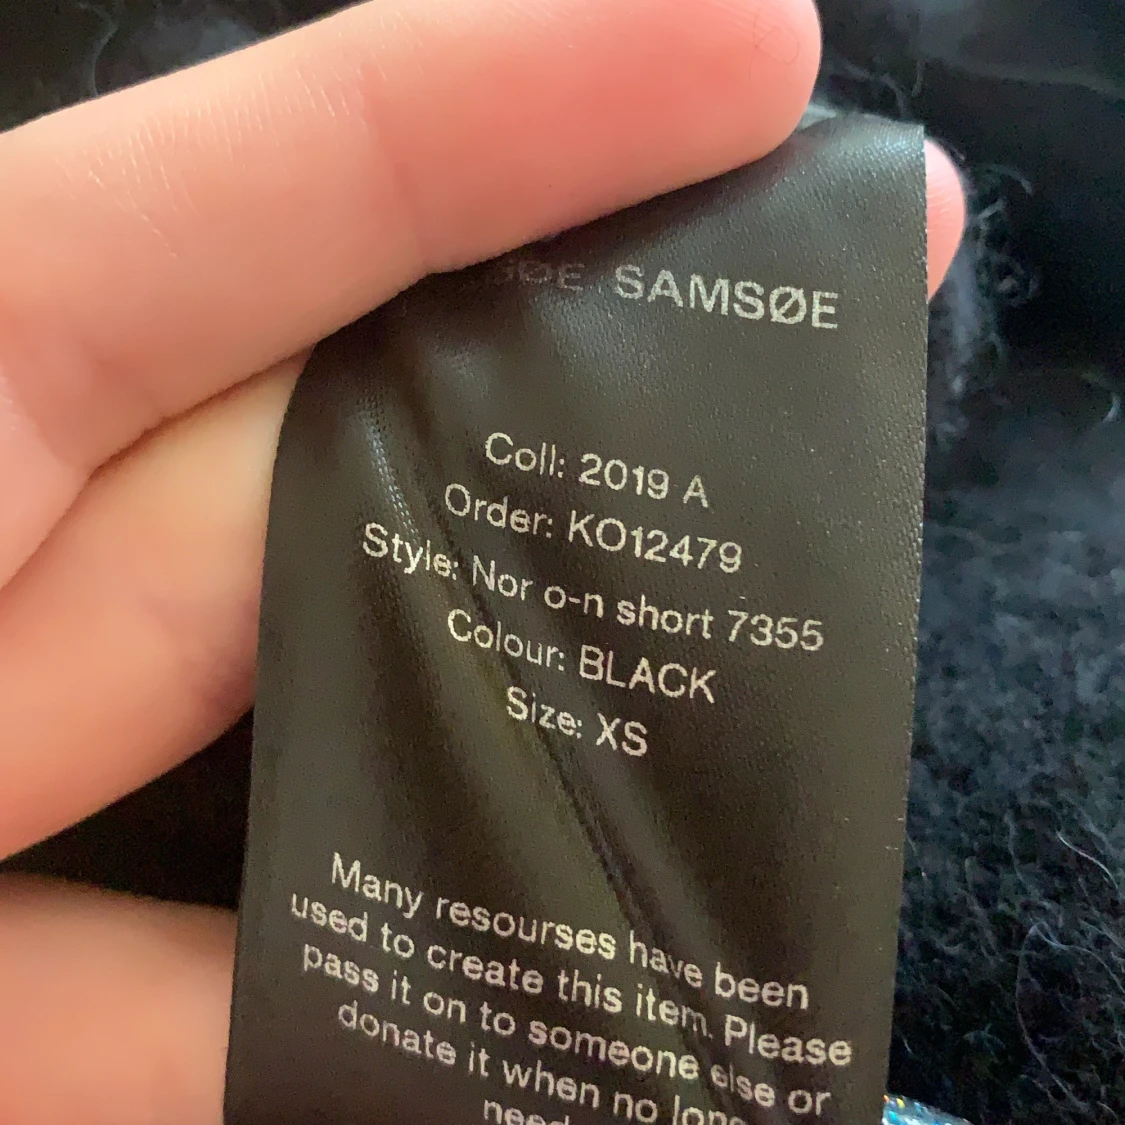 SØE SAMSØE
Coll: 2019 A
Order: KO12479
Style: Nor o-n short 7355
Colour: BLACK
Size: XS
Many resourses have been
used to create this item. Please
pass it on to someone else or
donate it when no